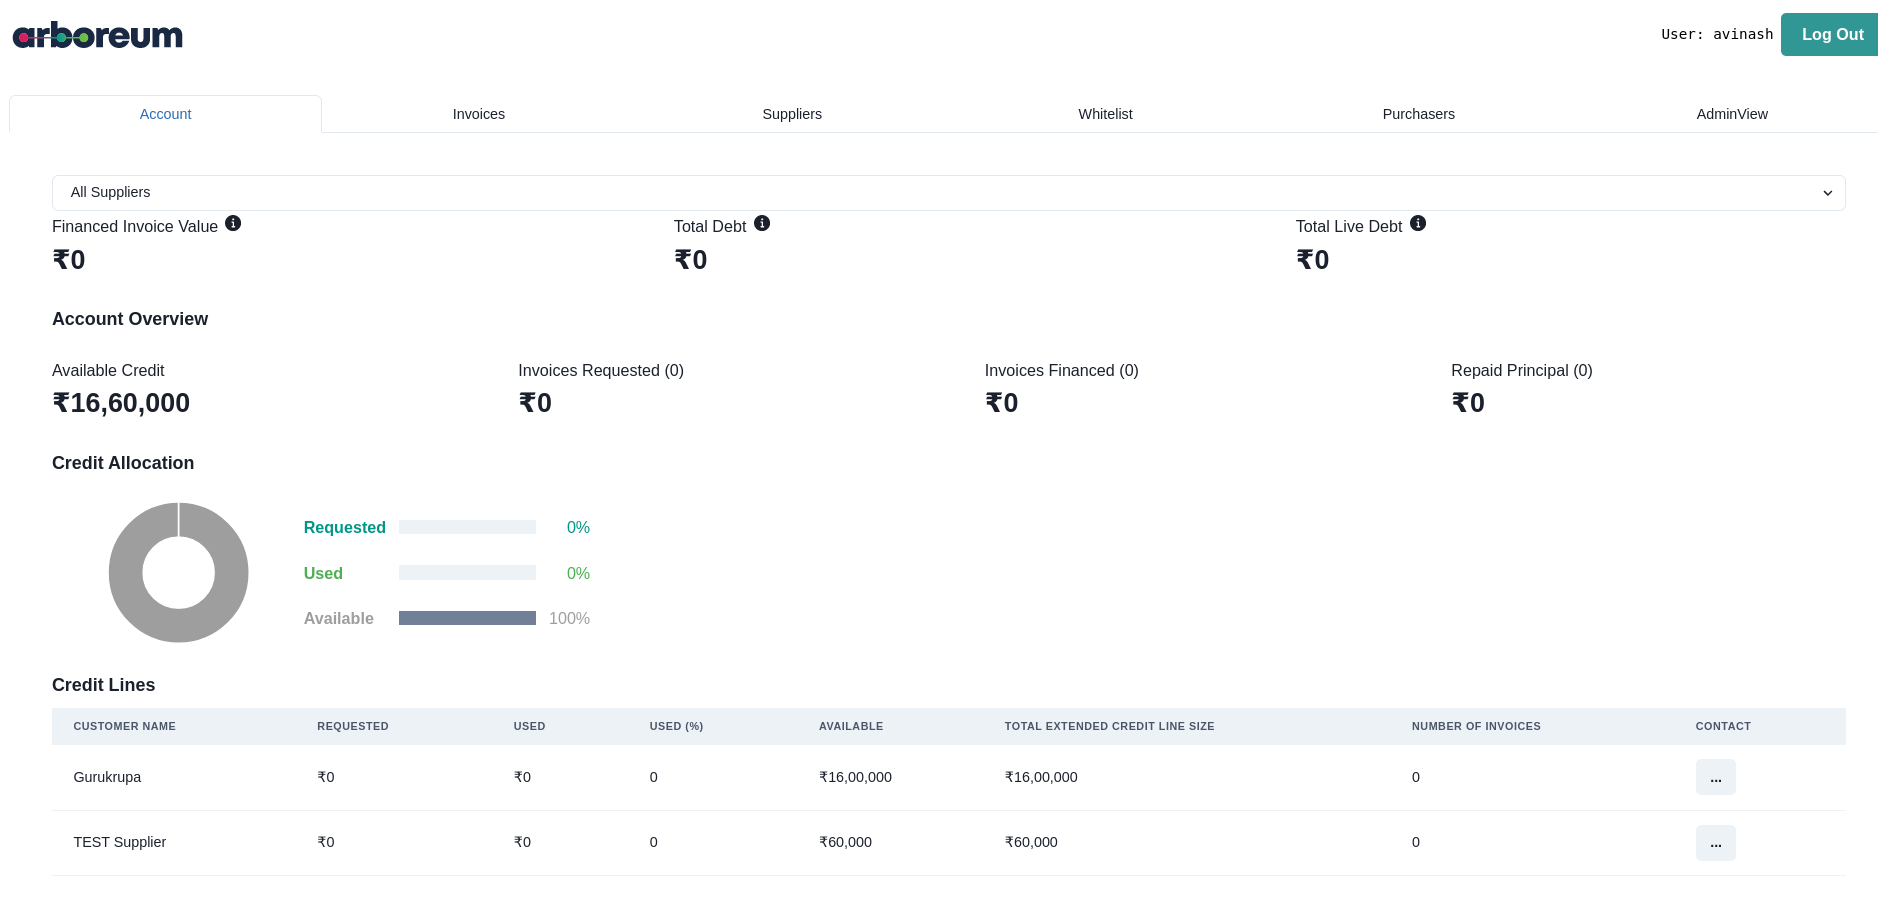 arboreum
User: avinash
Log Out
Account Invoices Suppliers Whitelist Purchasers AdminView
All Suppliers
Financed Invoice Value Total Debt Total Live Debt
₹0 ₹0 ₹0
Account Overview
Available Credit Invoices Requested (0) Invoices Financed (0) Repaid Principal (0)
₹16,60,000 ₹0 ₹0 ₹0
Credit Allocation
Requested 0%
Used 0%
Available 100%
Credit Lines
CUSTOMER NAME REQUESTED USED USED (%) AVAILABLE TOTAL EXTENDED CREDIT LINE SIZE NUMBER OF INVOICES CONTACT
Gurukrupa ₹0 ₹0 0 ₹16,00,000 ₹16,00,000 0 ...
TEST Supplier ₹0 ₹0 0 ₹60,000 ₹60,000 0 ...